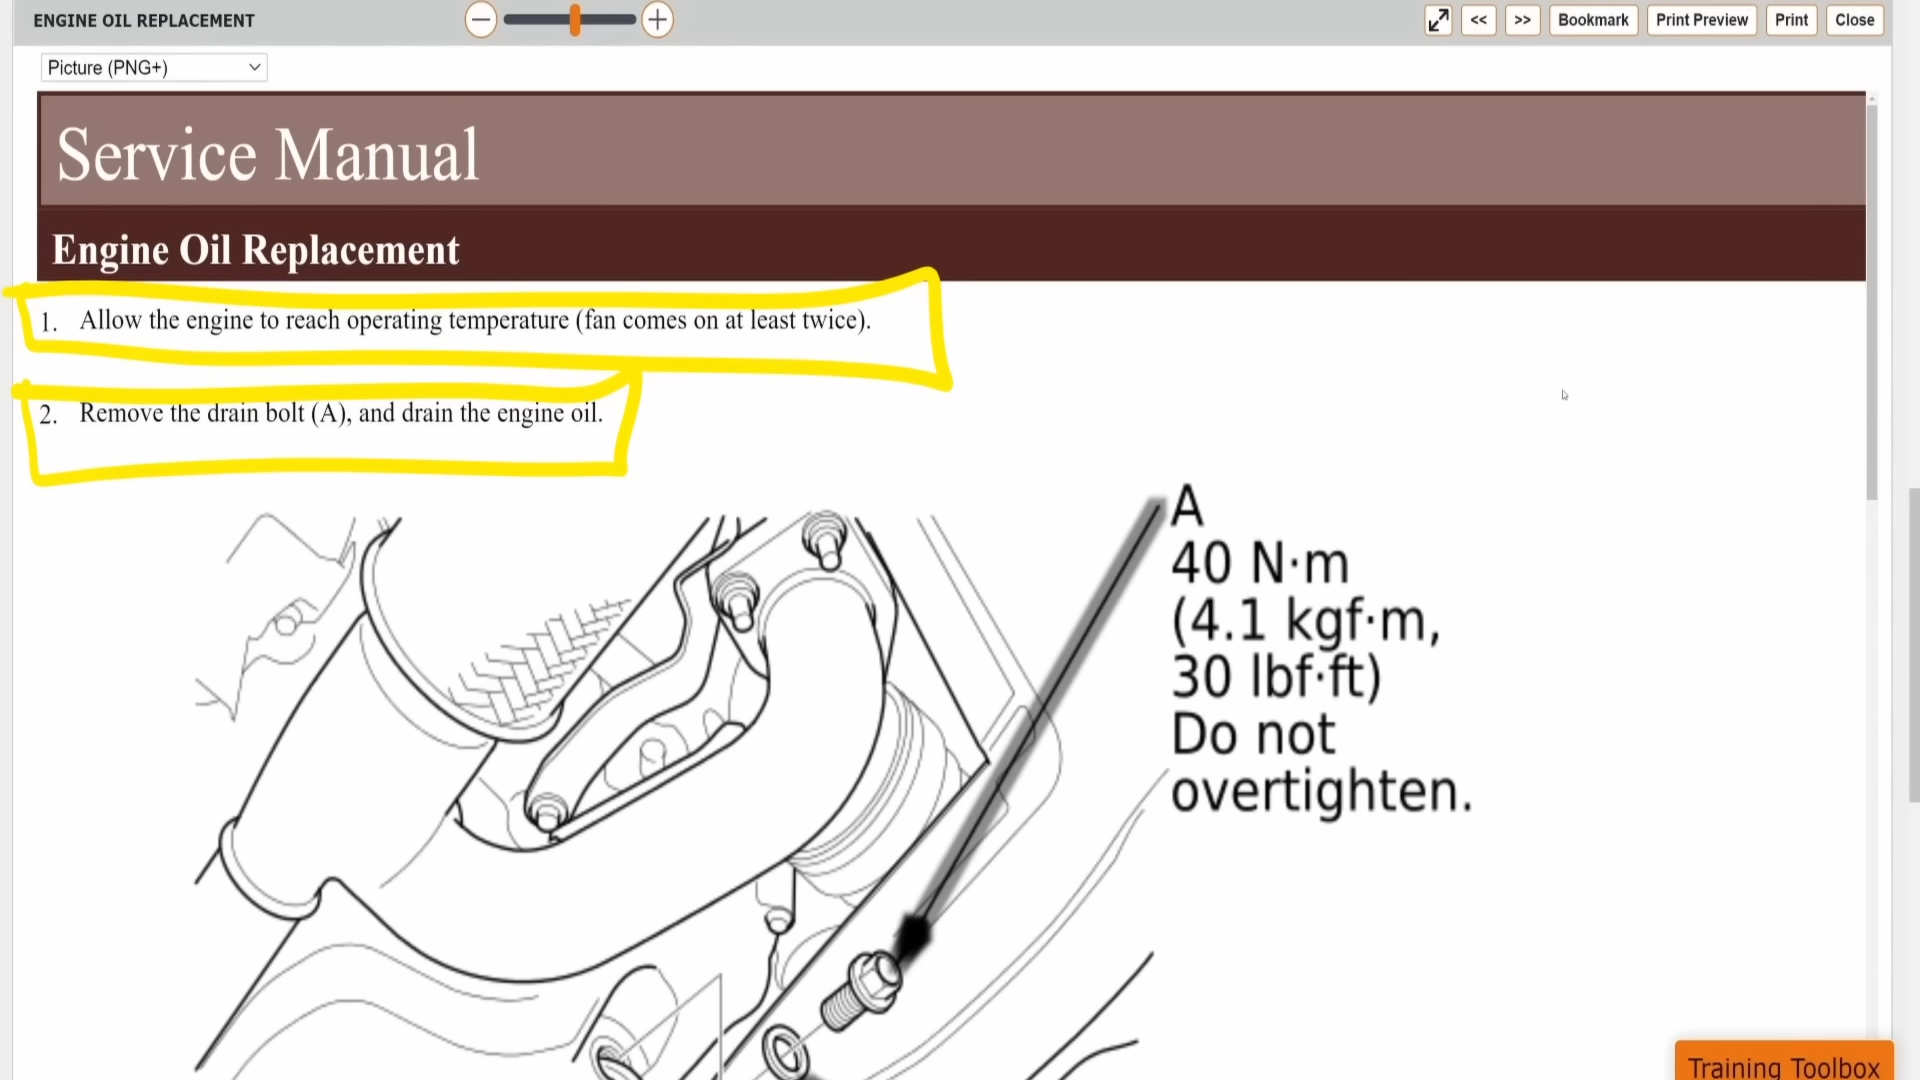 ENGINE OIL REPLACEMENT
<< >> Bookmark Print Preview Print Close
Picture (PNG+)
Service Manual
Engine Oil Replacement
1. Allow the engine to reach operating temperature (fan comes on at least twice).
2. Remove the drain bolt (A), and drain the engine oil.
A
40 N·m
(4.1 kgf·m,
30 lbf·ft)
Do not
overtighten.
Training Toolbox